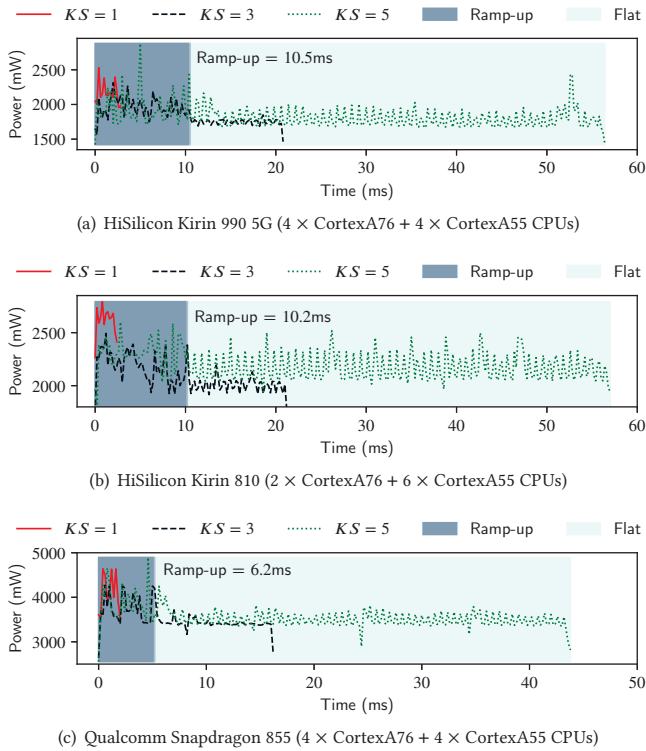 KS = 1 KS = 3 KS = 5 Ramp-up Flat
Ramp-up = 10.5ms
Power (mW)
2500
2000
1500
0 10 20 30 40 50 60
Time (ms)
(a) HiSilicon Kirin 990 5G (4 × CortexA76 + 4 × CortexA55 CPUs)
KS = 1 KS = 3 KS = 5 Ramp-up Flat
Ramp-up = 10.2ms
Power (mW)
2500
2000
0 10 20 30 40 50 60
Time (ms)
(b) HiSilicon Kirin 810 (2 × CortexA76 + 6 × CortexA55 CPUs)
KS = 1 KS = 3 KS = 5 Ramp-up Flat
Ramp-up = 6.2ms
Power (mW)
5000
4000
3000
0 10 20 30 40 50
Time (ms)
(c) Qualcomm Snapdragon 855 (4 × CortexA76 + 4 × CortexA55 CPUs)